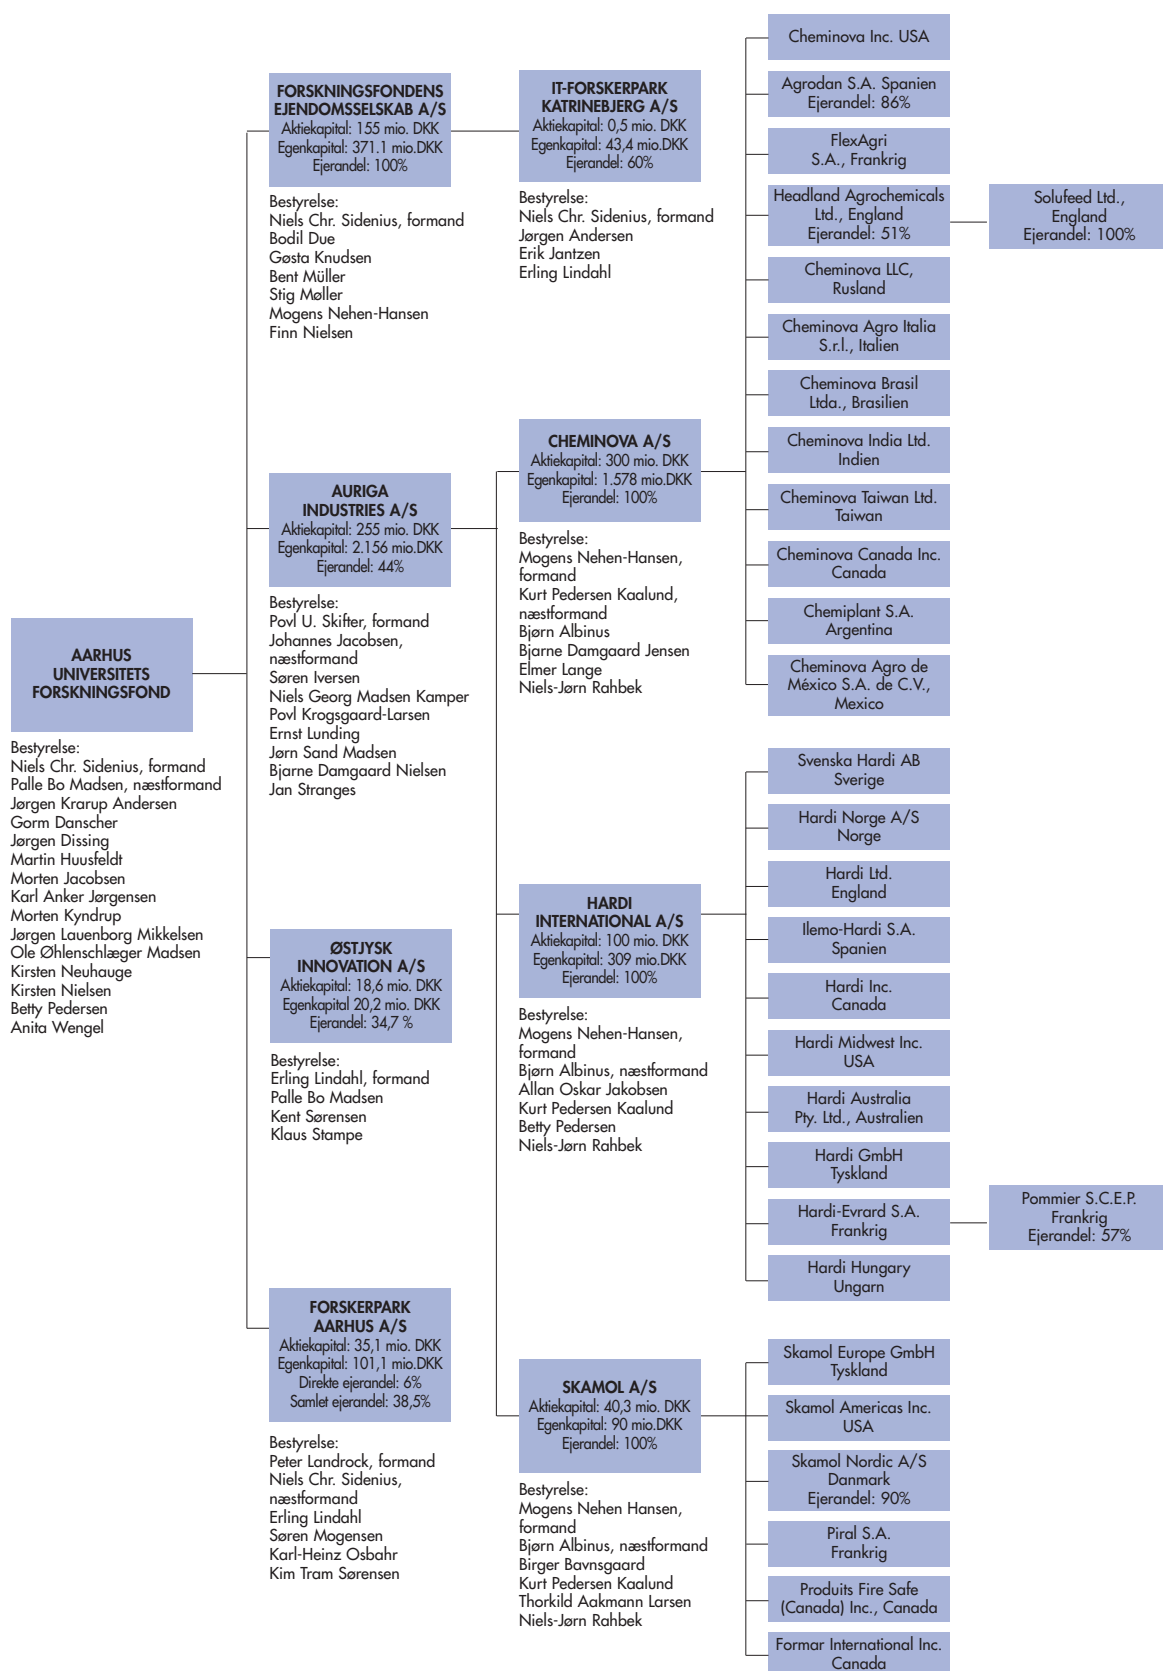 AARHUS
UNIVERSITETS
FORSKNINGSFOND
Bestyrelse:
Niels Chr. Sidenius, formand
Palle Bo Madsen, næstformand
Jørgen Krarup Andersen
Gorm Danscher
Jørgen Dissing
Martin Huusfeldt
Morten Jacobsen
Karl Anker Jørgensen
Morten Kyndrup
Jørgen Lauenborg Mikkelsen
Ole Øhlenschlæger Madsen
Kirsten Neuhauge
Kirsten Nielsen
Betty Pedersen
Anita Wengel
FORSKNINGSFONDENS
EJENDOMSSELSKAB A/S
Aktiekapital: 155 mio. DKK
Egenkapital: 371.1 mio.DKK
Ejerandel: 100%
Bestyrelse:
Niels Chr. Sidenius, formand
Bodil Due
Gøsta Knudsen
Bent Müller
Stig Møller
Mogens Nehen-Hansen
Finn Nielsen
AURIGA
INDUSTRIES A/S
Aktiekapital: 255 mio. DKK
Egenkapital: 2.156 mio.DKK
Ejerandel: 44%
Bestyrelse:
Povl U. Skifter, formand
Johannes Jacobsen,
næstformand
Søren Iversen
Niels Georg Madsen Kamper
Povl Krogsgaard-Larsen
Ernst Lunding
Jørn Sand Madsen
Bjarne Damgaard Nielsen
Jan Stranges
ØSTJYSK
INNOVATION A/S
Aktiekapital: 18,6 mio. DKK
Egenkapital 20,2 mio. DKK
Ejerandel: 34,7 %
Bestyrelse:
Erling Lindahl, formand
Palle Bo Madsen
Kent Sørensen
Klaus Stampe
FORSKERPARK
AARHUS A/S
Aktiekapital: 35,1 mio. DKK
Egenkapital: 101,1 mio.DKK
Direkte ejerandel: 6%
Samlet ejerandel: 38,5%
Bestyrelse:
Peter Landrock, formand
Niels Chr. Sidenius,
næstformand
Erling Lindahl
Søren Mogensen
Karl-Heinz Osbahr
Kim Tram Sørensen
IT-FORSKERPARK
KATRINEBJERG A/S
Aktiekapital: 0,5 mio. DKK
Egenkapital: 43,4 mio.DKK
Ejerandel: 60%
Bestyrelse:
Niels Chr. Sidenius, formand
Jørgen Andersen
Erik Jantzen
Erling Lindahl
CHEMINOVA A/S
Aktiekapital: 300 mio. DKK
Egenkapital: 1.578 mio.DKK
Ejerandel: 100%
Bestyrelse:
Mogens Nehen-Hansen,
formand
Kurt Pedersen Kaalund,
næstformand
Bjørn Albinus
Bjarne Damgaard Jensen
Elmer Lange
Niels-Jørn Rahbek
HARDI
INTERNATIONAL A/S
Aktiekapital: 100 mio. DKK
Egenkapital: 309 mio.DKK
Ejerandel: 100%
Bestyrelse:
Mogens Nehen-Hansen,
formand
Bjørn Albinus, næstformand
Allan Oskar Jakobsen
Kurt Pedersen Kaalund
Betty Pedersen
Niels-Jørn Rahbek
SKAMOL A/S
Aktiekapital: 40,3 mio. DKK
Egenkapital: 90 mio.DKK
Ejerandel: 100%
Bestyrelse:
Mogens Nehen Hansen,
formand
Bjørn Albinus, næstformand
Birger Bavnsgaard
Kurt Pedersen Kaalund
Thorkild Aakmann Larsen
Niels-Jørn Rahbek
Cheminova Inc. USA
Agrodan S.A. Spanien
Ejerandel: 86%
FlexAgri
S.A., Frankrig
Headland Agrochemicals
Ltd., England
Ejerandel: 51%
Solufeed Ltd.,
England
Ejerandel: 100%
Cheminova LLC,
Rusland
Cheminova Agro Italia
S.r.l., Italien
Cheminova Brasil
Ltda., Brasilien
Cheminova India Ltd.
Indien
Cheminova Taiwan Ltd.
Taiwan
Cheminova Canada Inc.
Canada
Chemiplant S.A.
Argentina
Cheminova Agro de
México S.A. de C.V.,
Mexico
Svenska Hardi AB
Sverige
Hardi Norge A/S
Norge
Hardi Ltd.
England
Ilemo-Hardi S.A.
Spanien
Hardi Inc.
Canada
Hardi Midwest Inc.
USA
Hardi Australia
Pty. Ltd., Australien
Hardi GmbH
Tyskland
Hardi-Evrard S.A.
Frankrig
Pommier S.C.E.P.
Frankrig
Ejerandel: 57%
Hardi Hungary
Ungarn
Skamol Europe GmbH
Tyskland
Skamol Americas Inc.
USA
Skamol Nordic A/S
Danmark
Ejerandel: 90%
Piral S.A.
Frankrig
Produits Fire Safe
(Canada) Inc., Canada
Formar International Inc.
Canada